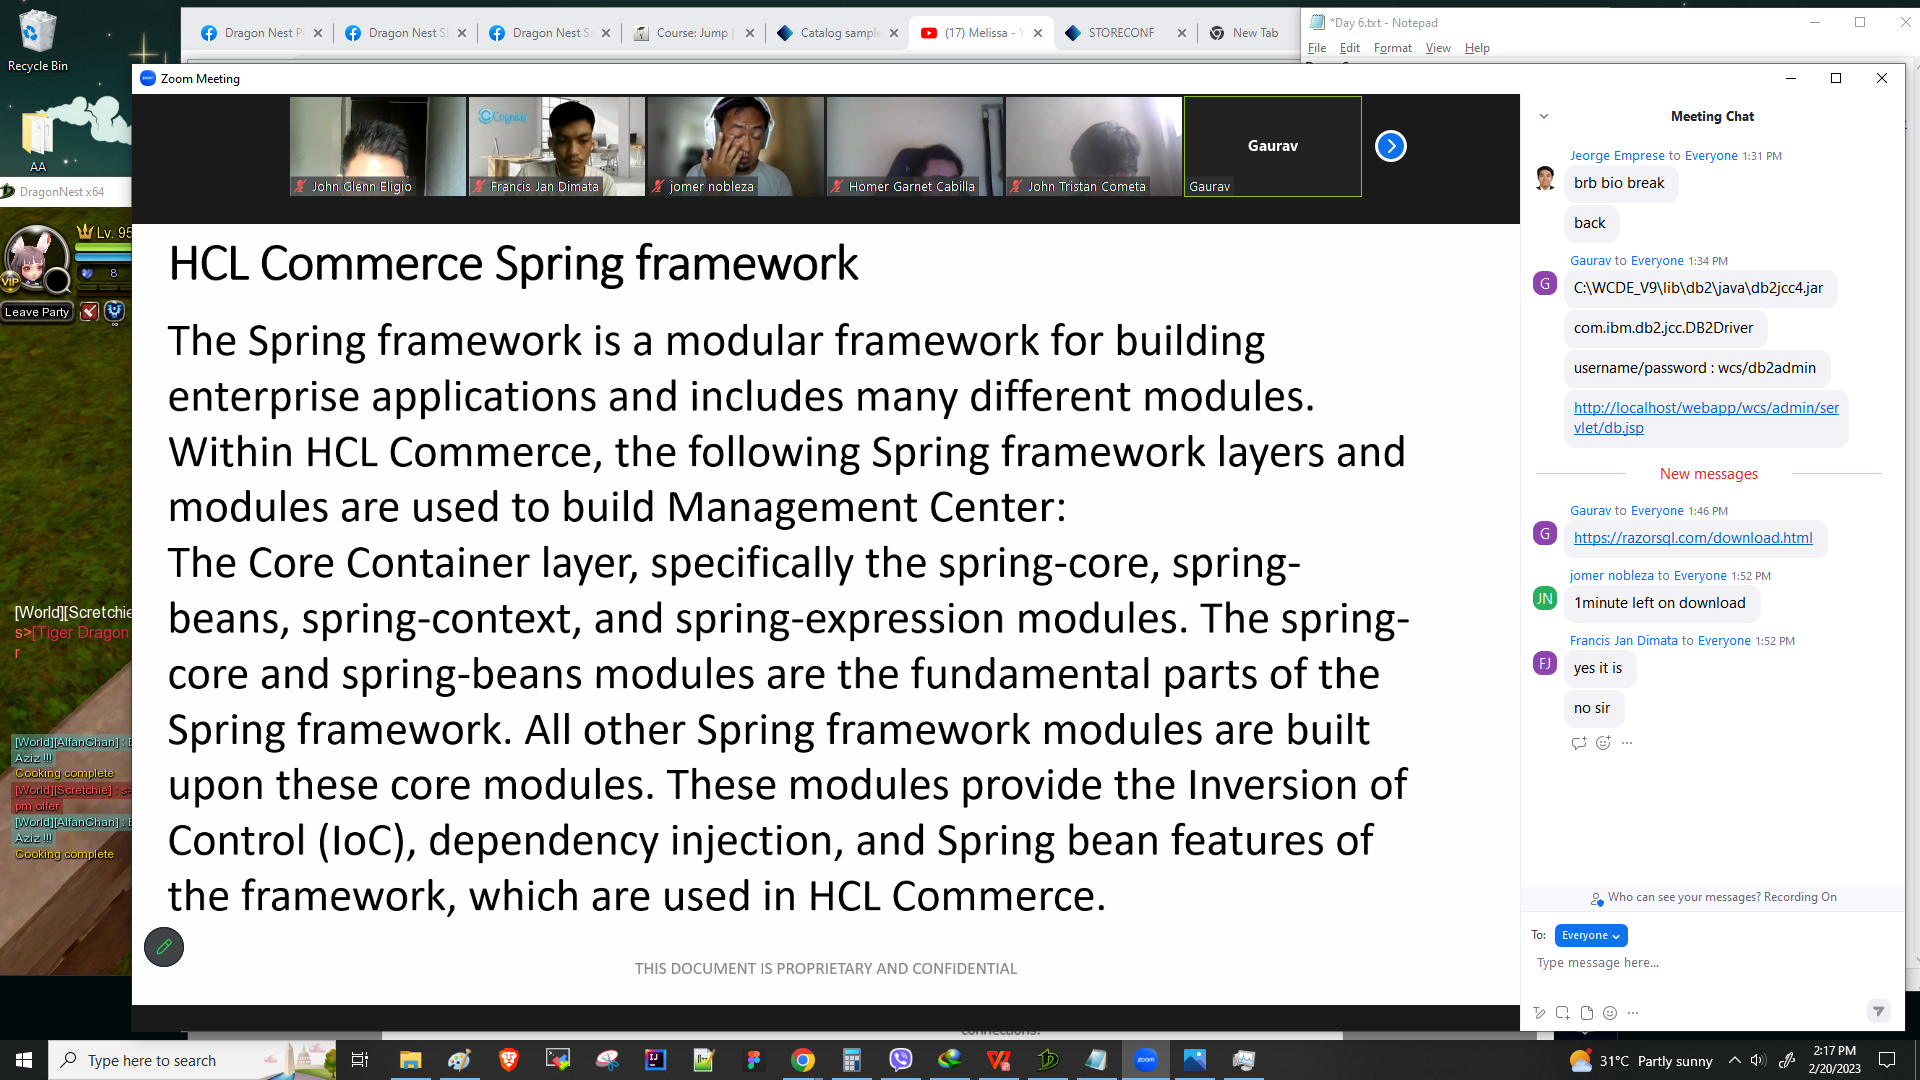 Recycle Bin
AA
Dragon Nest
Dragon Nest
Dragon Nest
Course: Jump
Catalog sample
(17) Melissa -
STORECONF
New Tab
*Day 6.txt - Notepad
File Edit Format View Help
Zoom Meeting
DragonNest x64
Lv. 95
VIP
8
Leave Party
Cognizant
John Glenn Eligio
Francis Jan Dimata
jomer nobleza
Homer Garnet Cabilla
John Tristan Cometa
Gaurav
Gaurav
HCL Commerce Spring framework
The Spring framework is a modular framework for building
enterprise applications and includes many different modules.
Within HCL Commerce, the following Spring framework layers and
modules are used to build Management Center:
The Core Container layer, specifically the spring-core, spring-
beans, spring-context, and spring-expression modules. The spring-
core and spring-beans modules are the fundamental parts of the
Spring framework. All other Spring framework modules are built
upon these core modules. These modules provide the Inversion of
Control (IoC), dependency injection, and Spring bean features of
the framework, which are used in HCL Commerce.
THIS DOCUMENT IS PROPRIETARY AND CONFIDENTIAL
[World][Scretchie
s>[Tiger Dragon
r
[World][AlfanChan] :
Aziz !!!
Cooking complete
[World][Scretchie] : s>
pm offer
[World][AlfanChan] :
Aziz !!!
Cooking complete
Meeting Chat
Jeorge Emprese to Everyone 1:31 PM
brb bio break
back
Gaurav to Everyone 1:34 PM
G
C:\WCDE_V9\lib\db2\java\db2jcc4.jar
com.ibm.db2.jcc.DB2Driver
username/password : wcs/db2admin
http://localhost/webapp/wcs/admin/ser
vlet/db.jsp
New messages
Gaurav to Everyone 1:46 PM
G
https://razorsql.com/download.html
jomer nobleza to Everyone 1:52 PM
JN
1minute left on download
Francis Jan Dimata to Everyone 1:52 PM
FJ
yes it is
no sir
Who can see your messages? Recording On
To: Everyone
Type message here...
connections.
Type here to search
zoom
31°C Partly sunny
2:17 PM
2/20/2023